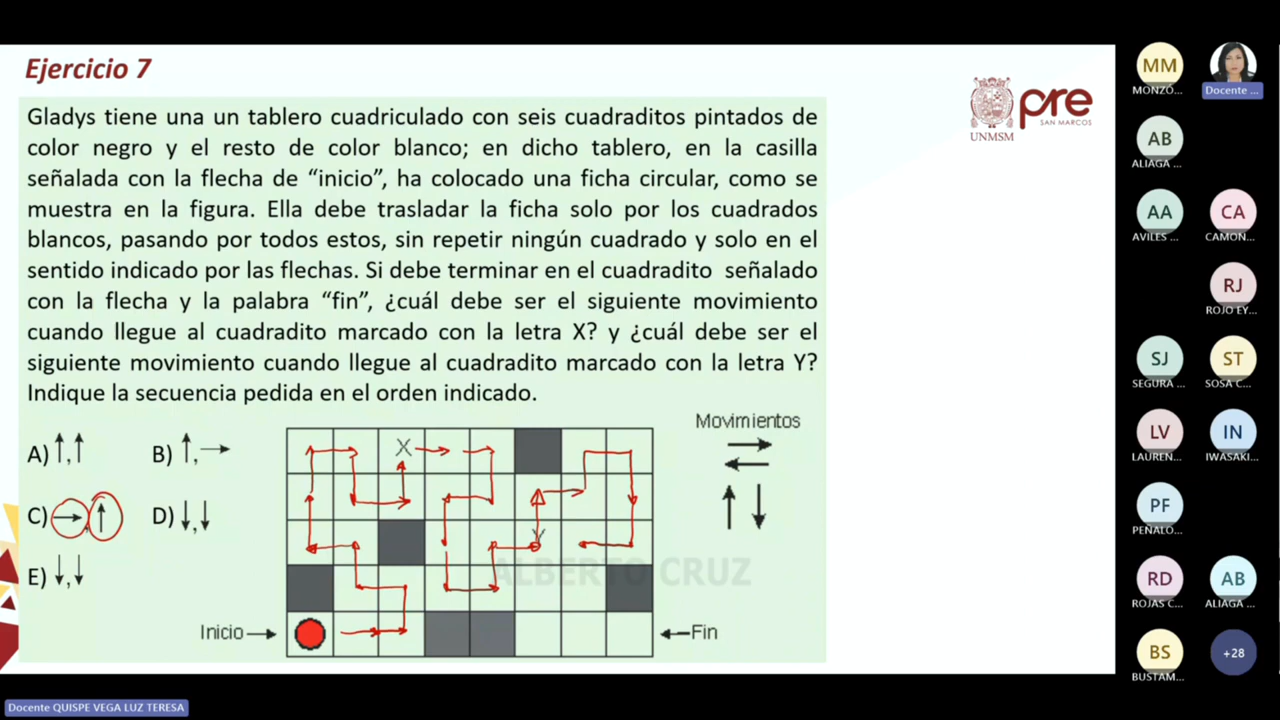 Ejercicio 7
Gladys tiene una un tablero cuadriculado con seis cuadraditos pintados de
color negro y el resto de color blanco; en dicho tablero, en la casilla
señalada con la flecha de “inicio”, ha colocado una ficha circular, como se
muestra en la figura. Ella debe trasladar la ficha solo por los cuadrados
blancos, pasando por todos estos, sin repetir ningún cuadrado y solo en el
sentido indicado por las flechas. Si debe terminar en el cuadradito señalado
con la flecha y la palabra “fin”, ¿cuál debe ser el siguiente movimiento
cuando llegue al cuadradito marcado con la letra X? y ¿cuál debe ser el
siguiente movimiento cuando llegue al cuadradito marcado con la letra Y?
Indique la secuencia pedida en el orden indicado.
A)↑,↑
B)↑,→
C)→,↑
D)↓,↓
E)↓,↓
X
Y
Inicio→
←Fin
Movimientos
→
←
↑ ↓
ALBERTO CRUZ
UNMSM
pre
SAN MARCOS
MM
MONZO...
Docente ...
AB
ALIAGA ...
AA
AVILES ...
CA
CAMON...
RJ
ROJO EY...
SJ
SEGURA ...
ST
SOSA C...
LV
LAUREN...
IN
IWASAKI...
PF
PEÑALO...
RD
ROJAS C...
AB
ALIAGA ...
BS
BUSTAM...
+28
Docente QUISPE VEGA LUZ TERESA